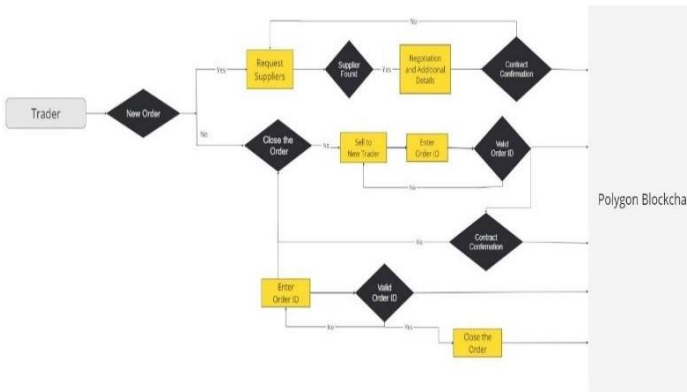 No
Request
Suppliers
Supplier
Found
Yes
Negotiation
and Additional
Details
Contract
Confirmation
Yes
Trader
New Order
No
Close the
Order
No
Sell to
New Trader
Enter
Order ID
Valid
Order ID
No
Polygon Blockcha
Contract
Confirmation
No
Enter
Order ID
Valid
Order ID
No
Yes
Close the
Order